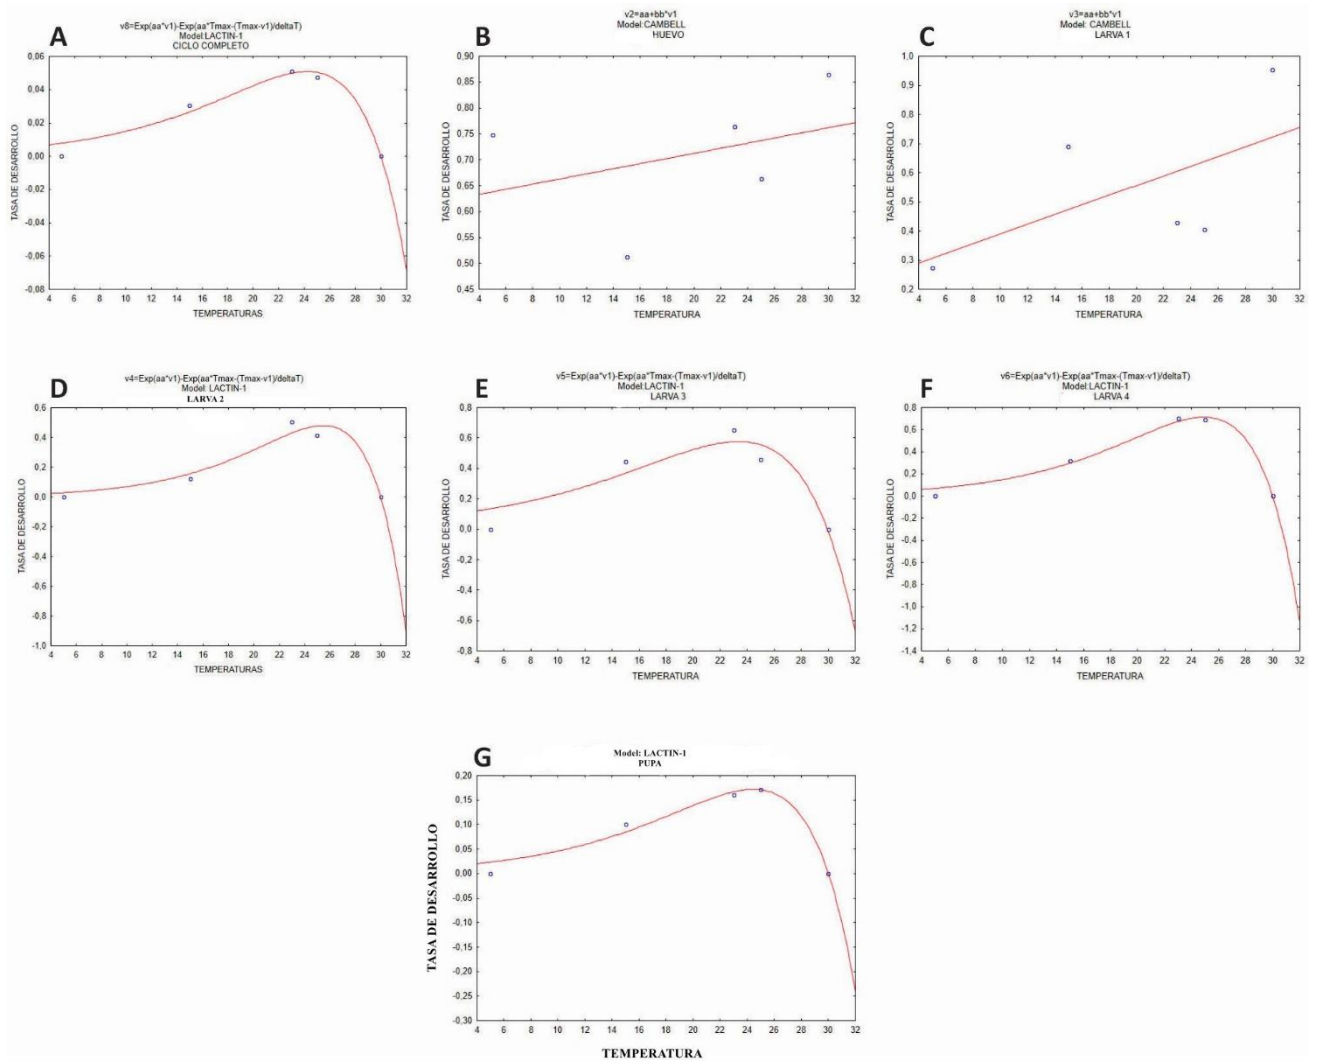 A
v8=Exp(aa*v1)-Exp(aa*Tmax-(Tmax-v1)/deltaT)
Model:LACTIN-1
CICLO COMPLETO
0,06
0,04
0,02
0,00
-0,02
-0,04
-0,06
-0,08
TASA DE DESARROLLO
4 6 8 10 12 14 16 18 20 22 24 26 28 30 32
TEMPERATURAS
B
v2=aa+bb*v1
Model:CAMBELL
HUEVO
0,90
0,85
0,80
0,75
0,70
0,65
0,60
0,55
0,50
0,45
TASA DE DESARROLLO
4 6 8 10 12 14 16 18 20 22 24 26 28 30 32
TEMPERATURA
C
v3=aa+bb*v1
Model: CAMBELL
LARVA 1
1,0
0,9
0,8
0,7
0,6
0,5
0,4
0,3
0,2
TASA DE DESARROLLO
4 6 8 10 12 14 16 18 20 22 24 26 28 30 32
TEMPERATURA
D
v4=Exp(aa*v1)-Exp(aa*Tmax-(Tmax-v1)/deltaT)
Model: LACTIN-1
LARVA 2
0,6
0,4
0,2
0,0
-0,2
-0,4
-0,6
-0,8
-1,0
TASA DE DESARROLLO
4 6 8 10 12 14 16 18 20 22 24 26 28 30 32
TEMPERATURAS
E
v5=Exp(aa*v1)-Exp(aa*Tmax-(Tmax-v1)/deltaT)
Model:LACTIN-1
LARVA 3
0,8
0,6
0,4
0,2
0,0
-0,2
-0,4
-0,6
-0,8
TASA DE DESARROLLO
4 6 8 10 12 14 16 18 20 22 24 26 28 30 32
TEMPERATURA
F
v6=Exp(aa*v1)-Exp(aa*Tmax-(Tmax-v1)/deltaT)
Model:LACTIN-1
LARVA 4
0,8
0,6
0,4
0,2
0,0
-0,2
-0,4
-0,6
-0,8
-1,0
-1,2
-1,4
TASA DE DESARROLLO
4 6 8 10 12 14 16 18 20 22 24 26 28 30 32
TEMPERATURA
G
Model: LACTIN-1
PUPA
0,20
0,15
0,10
0,05
0,00
-0,05
-0,10
-0,15
-0,20
-0,25
-0,30
TASA DE DESARROLLO
4 6 8 10 12 14 16 18 20 22 24 26 28 30 32
TEMPERATURA